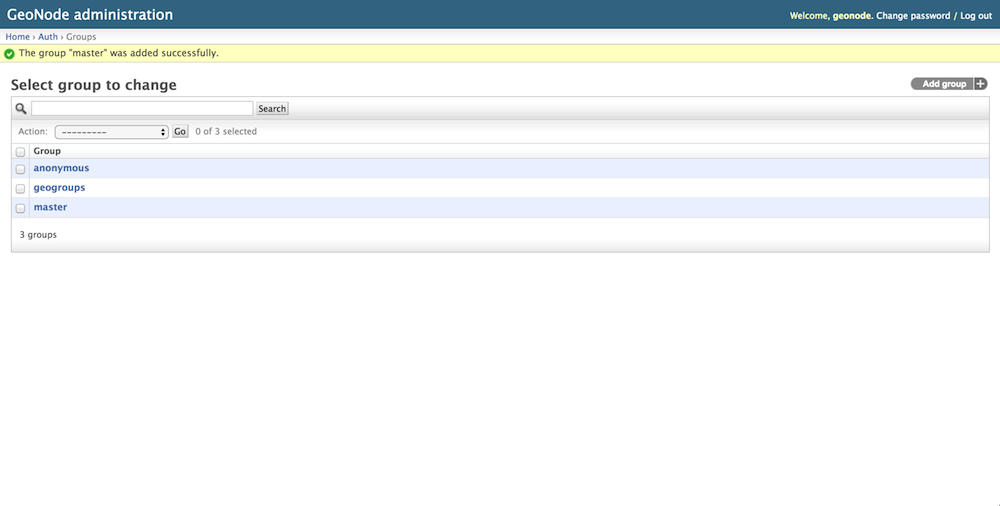 GeoNode administration
Welcome, geonode. Change password / Log out
Home › Auth › Groups
The group "master" was added successfully.
Select group to change
Add group +
Search
Action: --------- Go 0 of 3 selected
Group
anonymous
geogroups
master
3 groups